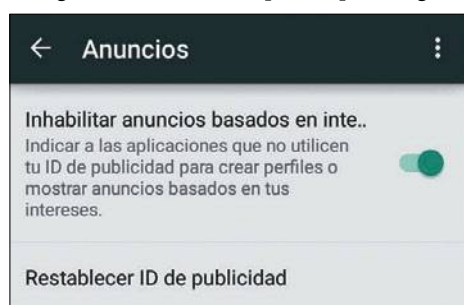 Anuncios
Inhabilitar anuncios basados en inte..
Indicar a las aplicaciones que no utilicen
tu ID de publicidad para crear perfiles o
mostrar anuncios basados en tus
intereses.
Restablecer ID de publicidad